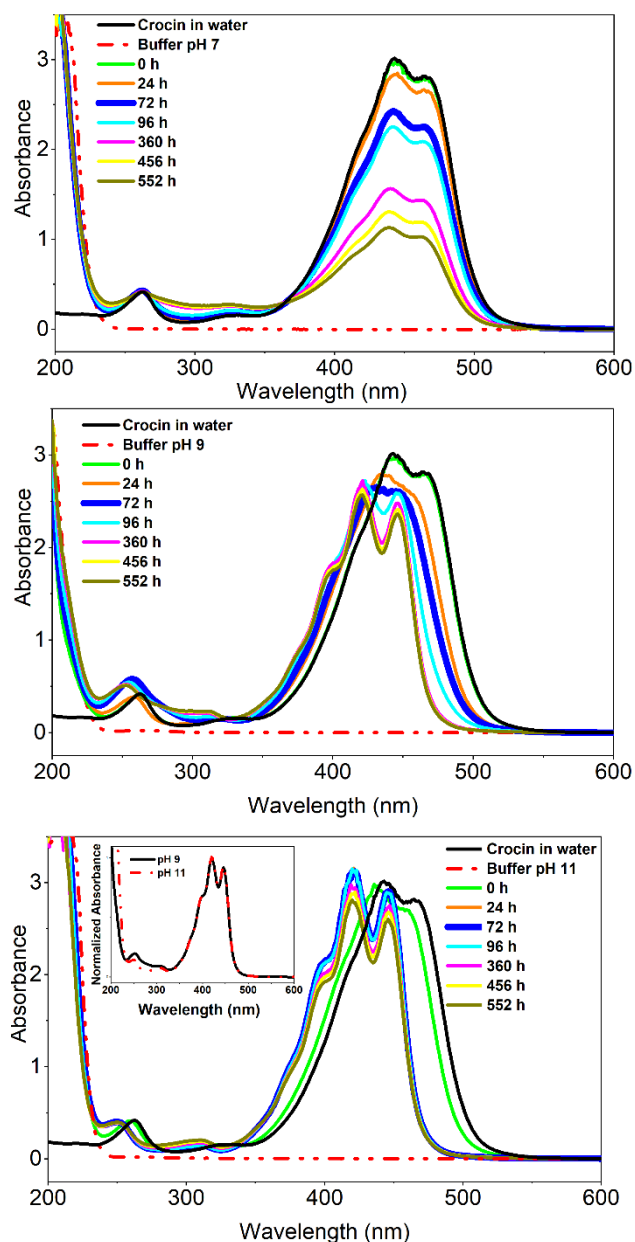 Crocin in water
Buffer pH 7
0 h
24 h
72 h
96 h
360 h
456 h
552 h
3
2
1
0
Absorbance
200 300 400 500 600
Wavelength (nm)
Crocin in water
Buffer pH 9
0 h
24 h
72 h
96 h
360 h
456 h
552 h
3
2
1
0
Absorbance
200 300 400 500 600
Wavelength (nm)
Crocin in water
Buffer pH 11
0 h
24 h
72 h
96 h
360 h
456 h
552 h
pH 9
pH 11
Normalized Absorbance
200 300 400 500 600
Wavelength (nm)
3
2
1
0
Absorbance
200 300 400 500 600
Wavelength (nm)